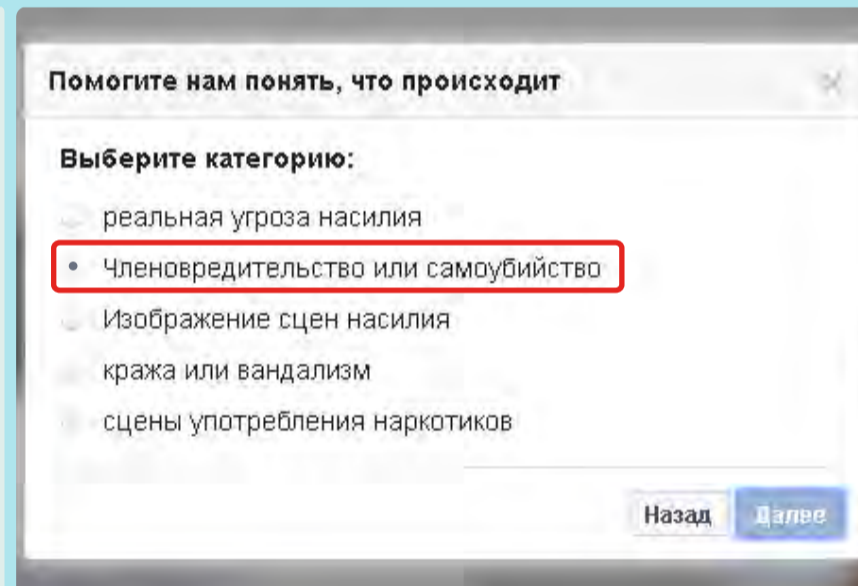 Помогите нам понять, что происходит
Выберите категорию:
реальная угроза насилия
Членовредительство или самоубийство
Изображение сцен насилия
кража или вандализм
сцены употребления наркотиков
Назад Далее